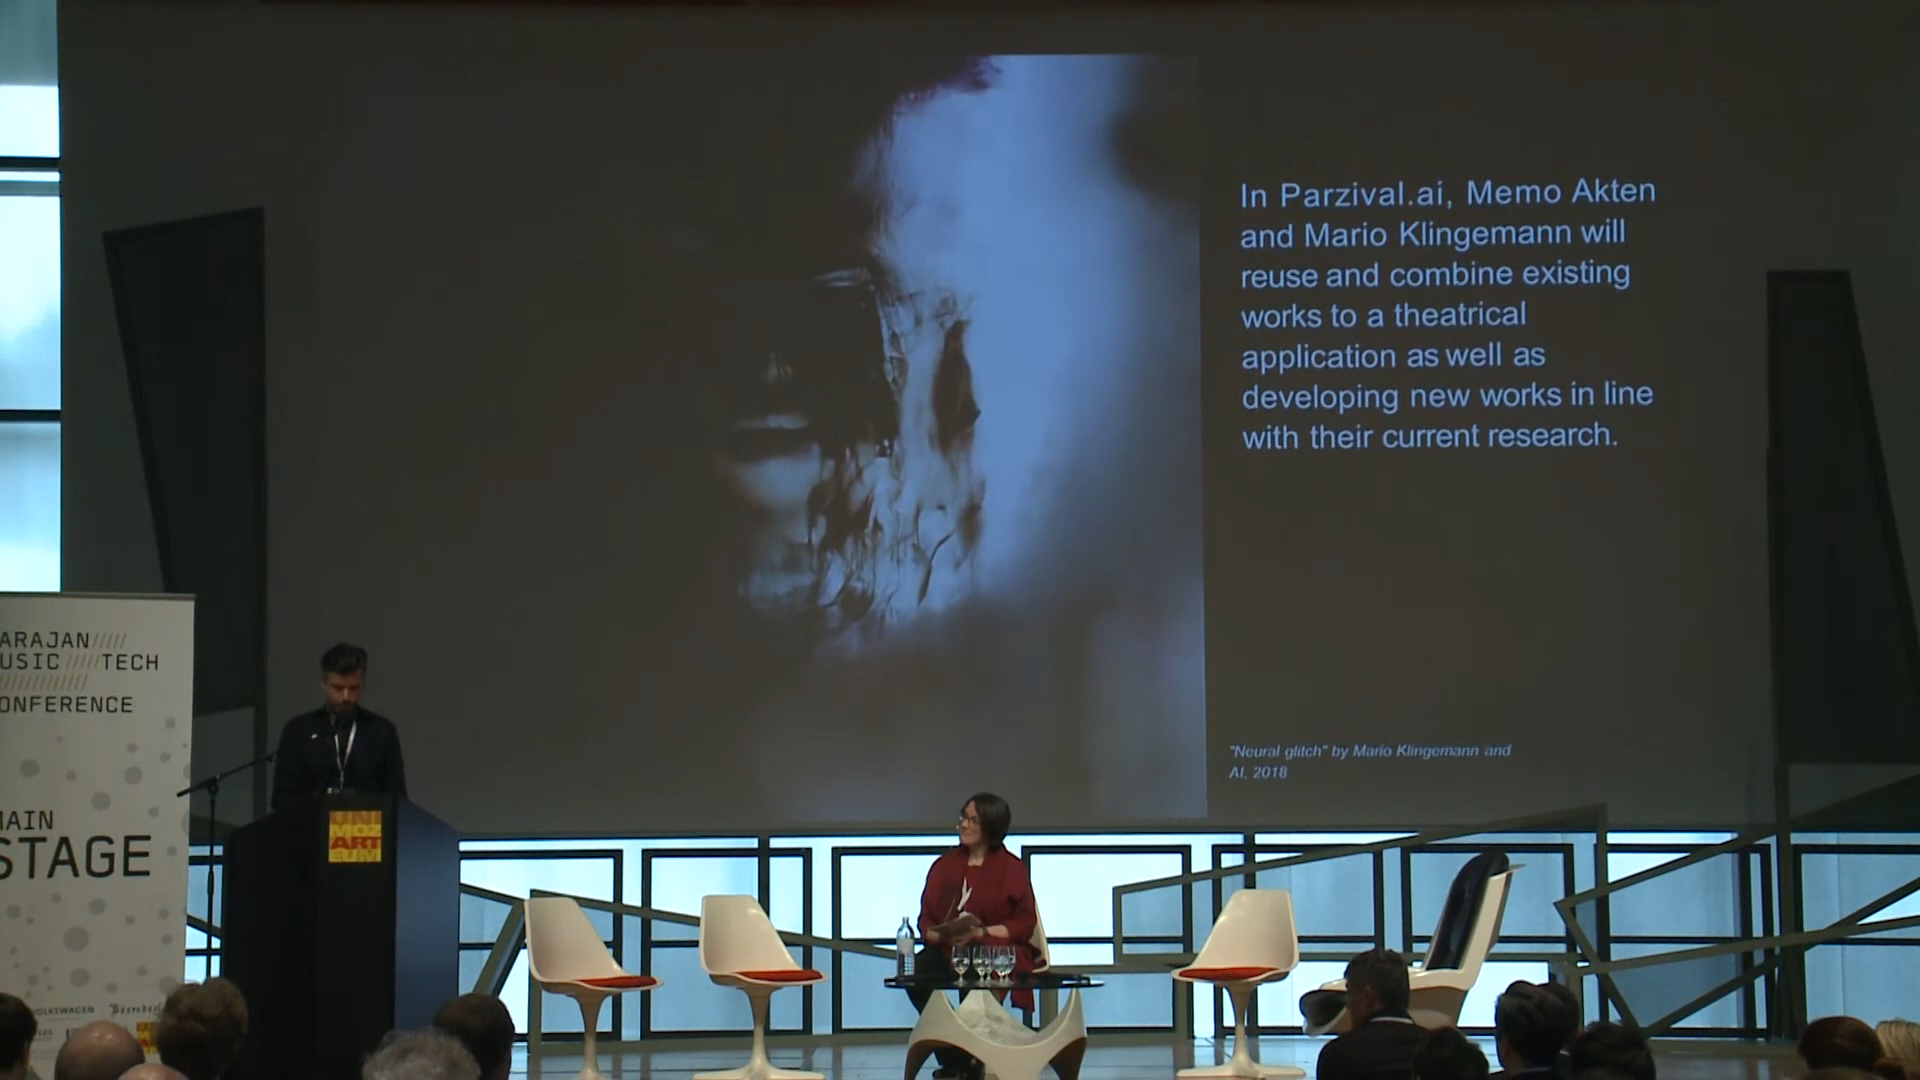 In Parzival.ai, Memo Akten
and Mario Klingemann will
reuse and combine existing
works to a theatrical
application as well as
developing new works in line
with their current research.
"Neural glitch" by Mario Klingemann and
AI, 2018
ARAJAN/////
USIC/////TECH
ONFERENCE
MAIN
STAGE
UNI
MOZ
ART
EUM
VOLKSWAGEN